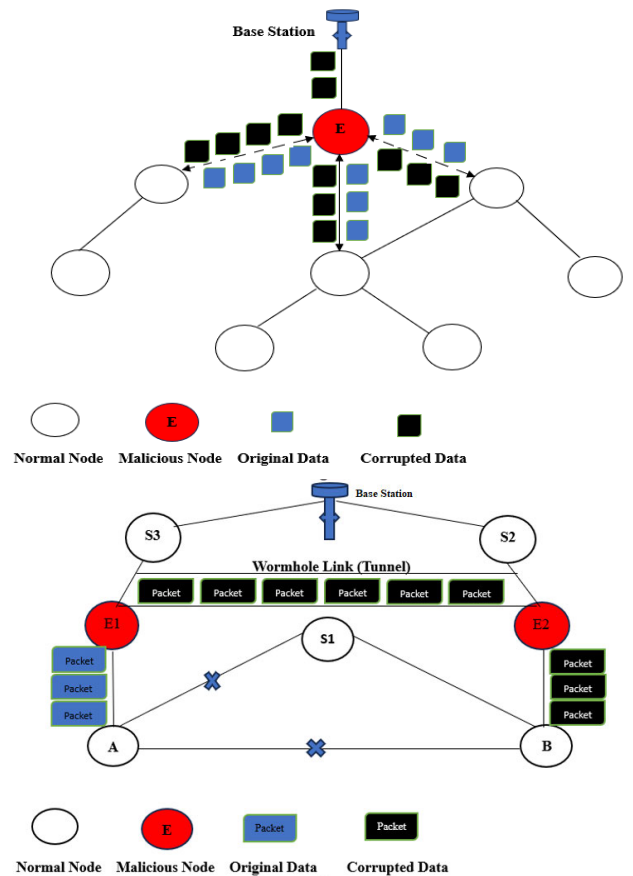 Base Station
E
E
Normal Node Malicious Node Original Data Corrupted Data
Base Station
S3 S2
Wormhole Link (Tunnel)
Packet Packet Packet Packet Packet Packet
E1 S1 E2
Packet Packet
Packet Packet
Packet Packet
A B
E Packet Packet
Normal Node Malicious Node Original Data Corrupted Data